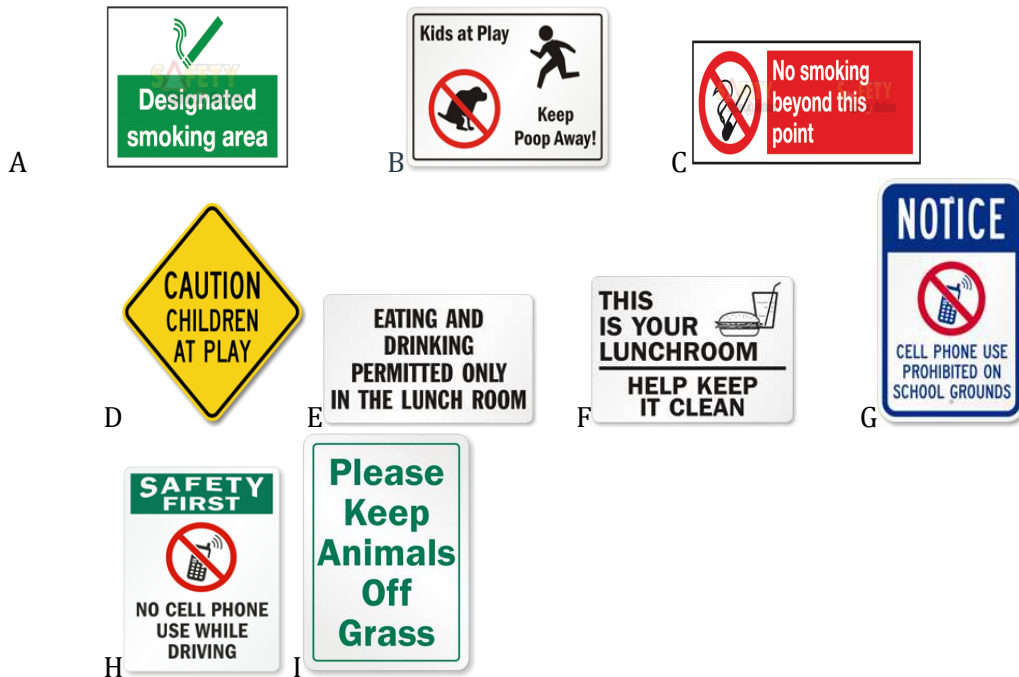 A
Designated
smoking area
B
Kids at Play
Keep
Poop Away!
C
No smoking
beyond this
point
D
CAUTION
CHILDREN
AT PLAY
E
EATING AND
DRINKING
PERMITTED ONLY
IN THE LUNCH ROOM
F
THIS
IS YOUR
LUNCHROOM
HELP KEEP
IT CLEAN
G
NOTICE
CELL PHONE USE
PROHIBITED ON
SCHOOL GROUNDS
H
SAFETY
FIRST
NO CELL PHONE
USE WHILE
DRIVING
I
Please
Keep
Animals
Off
Grass